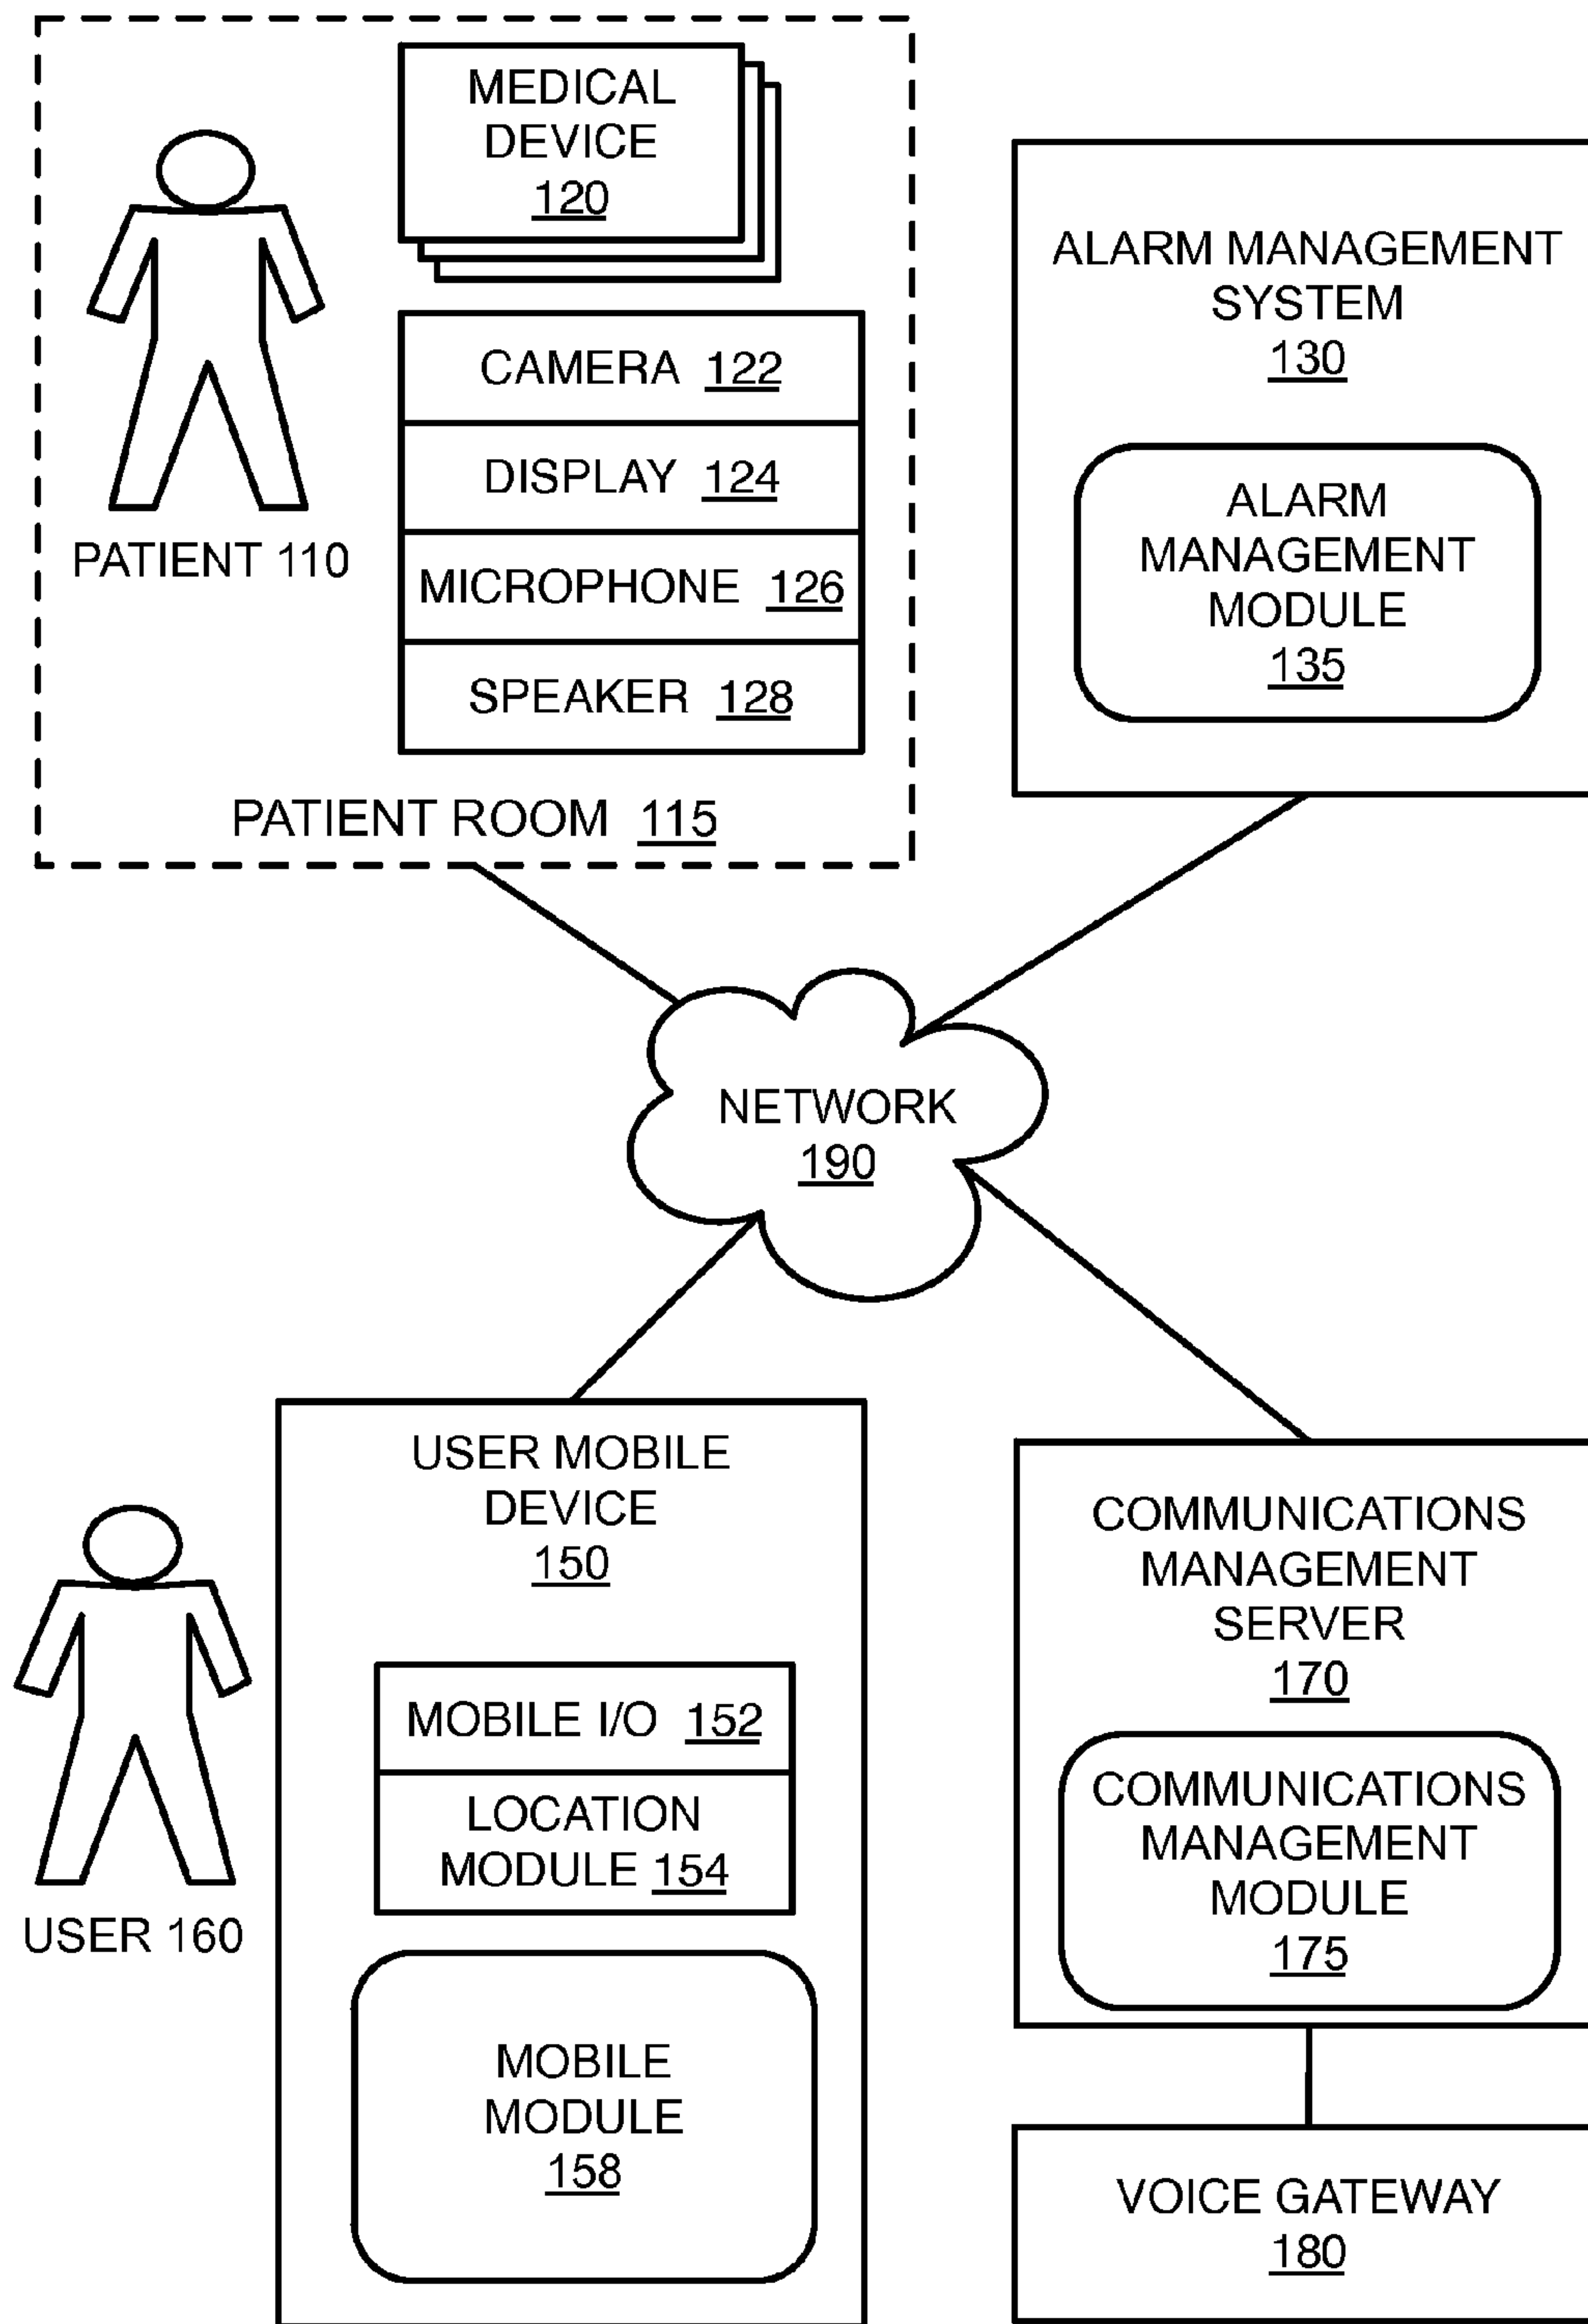 MEDICAL
DEVICE
120
CAMERA 122
DISPLAY 124
MICROPHONE 126
SPEAKER 128
PATIENT 110
PATIENT ROOM 115
ALARM MANAGEMENT
SYSTEM
130
ALARM
MANAGEMENT
MODULE
135
NETWORK
190
USER MOBILE
DEVICE
150
MOBILE I/O 152
LOCATION
MODULE 154
MOBILE
MODULE
158
USER 160
COMMUNICATIONS
MANAGEMENT
SERVER
170
COMMUNICATIONS
MANAGEMENT
MODULE
175
VOICE GATEWAY
180